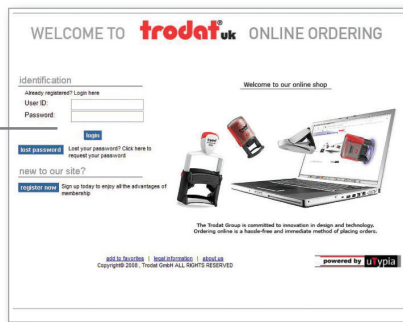 WELCOME TO trodat® uk ONLINE ORDERING
identification
Already registered? Login here
User ID:
Password:
login
lost password Lost your password? Click here to
request your password
new to our site?
register now Sign up today to enjoy all the advantages of
membership
Welcome to our online shop
The Trodat Group is committed to innovation in design and technology.
Ordering online is a hassle-free and immediate method of placing orders.
add to favorites | legal information | about us
Copyright© 2008 , Trodat GmbH ALL RIGHTS RESERVED
powered by uTypia